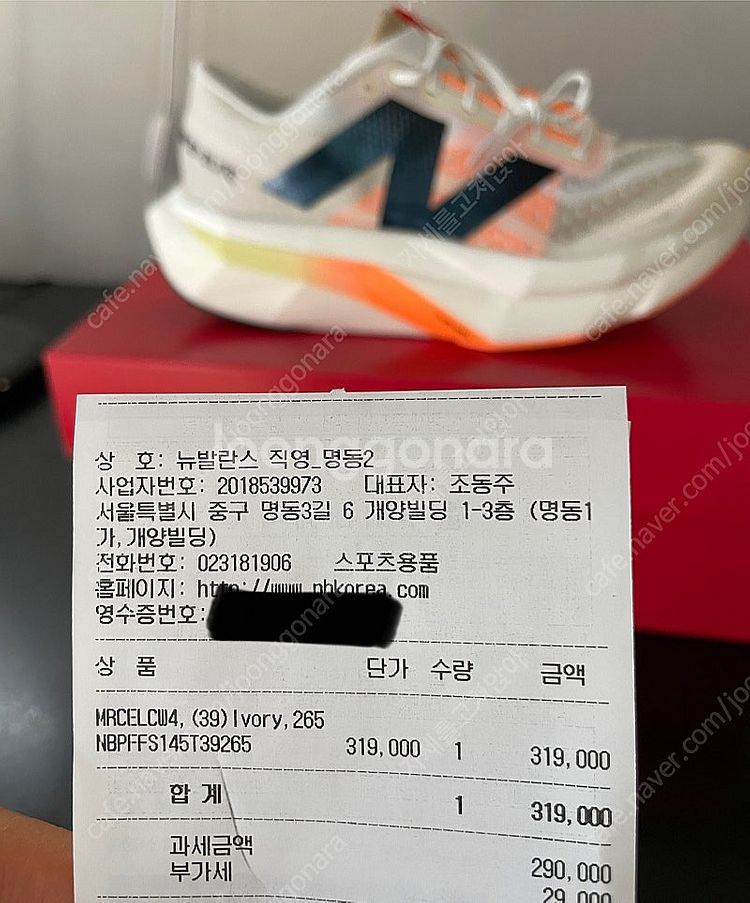 상 호: 뉴발란스 직영_명동2
사업자번호: 2018539973 대표자: 조동주
서울특별시 중구 명동3길 6 개양빌딩 1-3층 (명동1
가,개양빌딩)
전화번호: 023181906 스포츠용품
홈페이지: http://www.nbkorea.com
영수증번호:
상 품 단가 수량 금액
MRCELCW4,(39)Ivory,265
NBPFFS145T39265 319,000 1 319,000
합 계 1 319,000
과세금액 290,000
부가세 29,000
joonggonara
cafe.naver.com/joonggonara